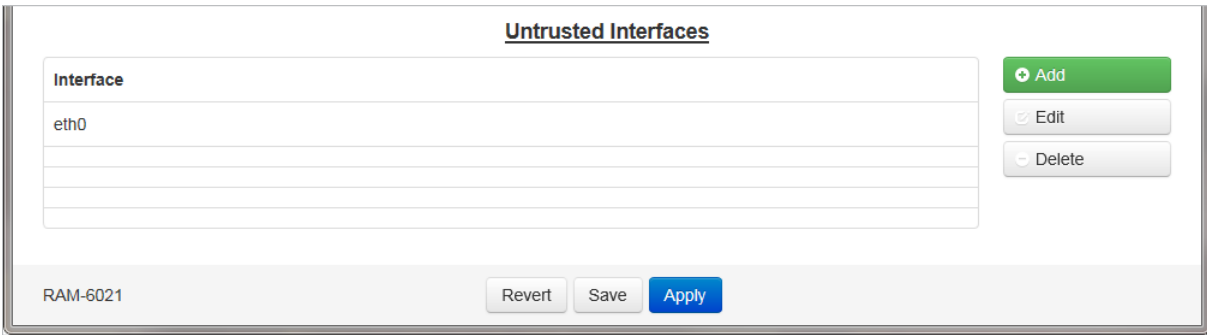 Untrusted Interfaces
Interface
Add
eth0
Edit
Delete
RAM-6021
Revert Save Apply